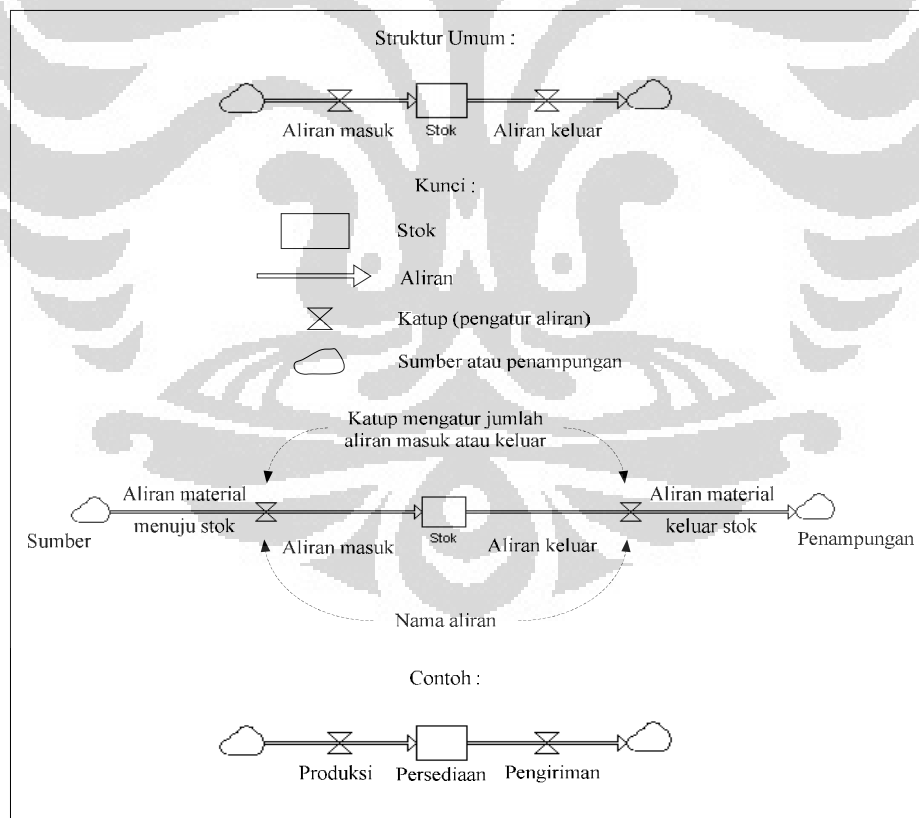 Struktur Umum :
Aliran masuk
Stok
Aliran keluar
Kunci :
Stok
Aliran
Katup (pengatur aliran)
Sumber atau penampungan
Katup mengatur jumlah
aliran masuk atau keluar
Aliran material
menuju stok
Aliran material
keluar stok
Sumber
Aliran masuk
Stok
Aliran keluar
Penampungan
Nama aliran
Contoh :
Produksi
Persediaan
Pengiriman